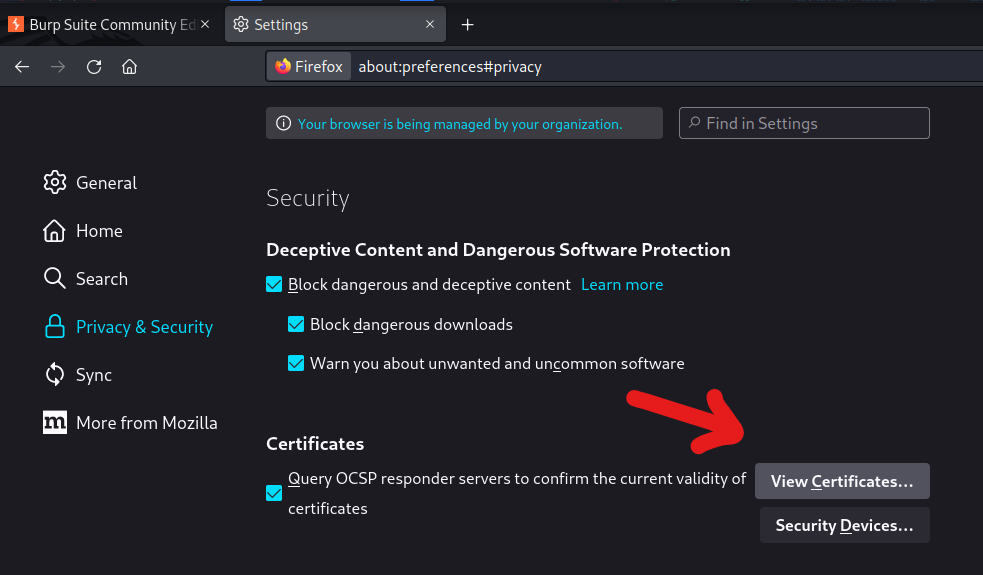 Burp Suite Community Ed
Settings
Firefox about:preferences#privacy
Your browser is being managed by your organization.
Find in Settings
General
Home
Search
Privacy & Security
Sync
m More from Mozilla
Security
Deceptive Content and Dangerous Software Protection
Block dangerous and deceptive content Learn more
Block dangerous downloads
Warn you about unwanted and uncommon software
Certificates
Query OCSP responder servers to confirm the current validity of
certificates
View Certificates...
Security Devices...